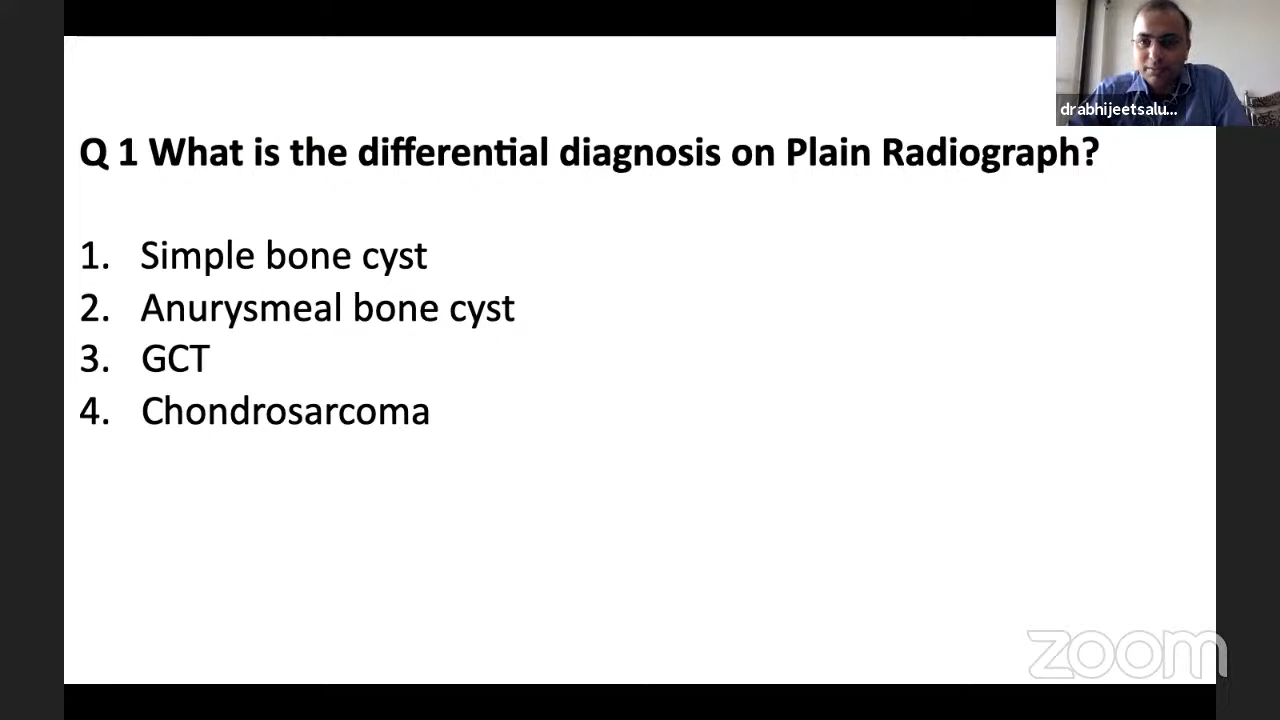 drabhijeetsalu...
Q 1 What is the differential diagnosis on Plain Radiograph?
1. Simple bone cyst
2. Anurysmeal bone cyst
3. GCT
4. Chondrosarcoma
zoom